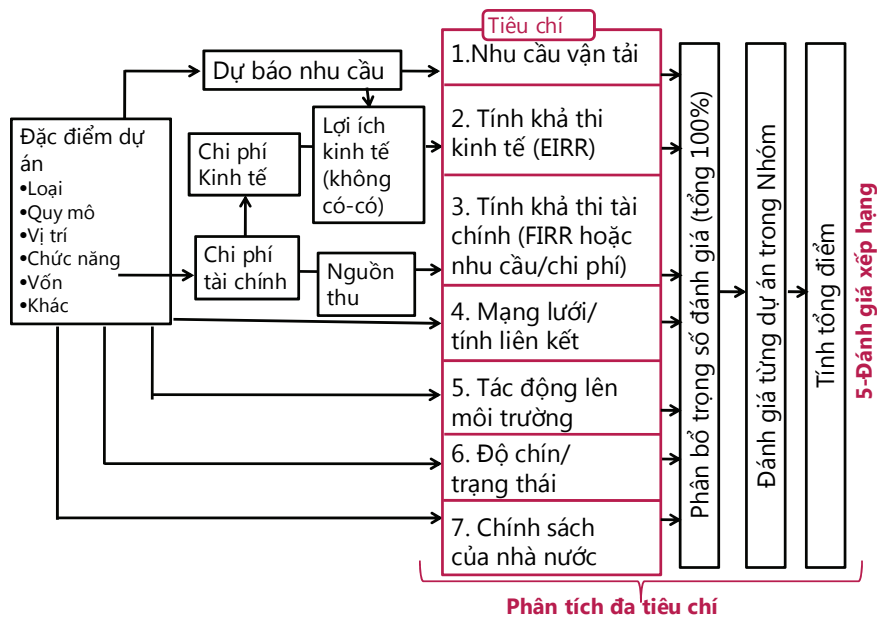 Đặc điểm dự
án
•Loại
•Quy mô
•Vị trí
•Chức năng
•Vốn
•Khác
Dự báo nhu cầu
Chi phí
Kinh tế
Lợi ích
kinh tế
(không
có-có)
Chi phí
tài chính
Nguồn
thu
Tiêu chí
1.Nhu cầu vận tải
2. Tính khả thi
kinh tế (EIRR)
3. Tính khả thi tài
chính (FIRR hoặc
nhu cầu/chi phí)
4. Mạng lưới/
tính liên kết
5. Tác động lên
môi trường
6. Độ chín/
trạng thái
7. Chính sách
của nhà nước
Phân bổ trọng số đánh giá (tổng 100%)
Đánh giá từng dự án trong Nhóm
Tính tổng điểm
5-Đánh giá xếp hạng
Phân tích đa tiêu chí